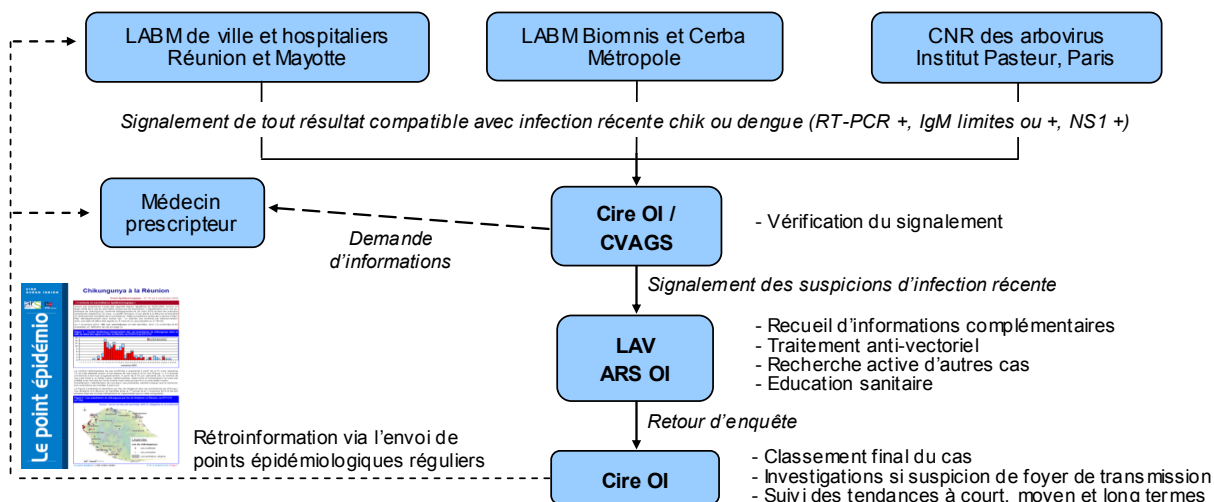 LABM de ville et hospitaliers
Réunion et Mayotte
LABM Biomnis et Cerba
Métropole
CNR des arbovirus
Institut Pasteur, Paris
Signalement de tout résultat compatible avec infection récente chik ou dengue (RT-PCR +, IgM limites ou +, NS1 +)
Médecin
prescripteur
Demande
d'informations
Cire OI /
CVAGS
- Vérification du signalement
Signalement des suspicions d'infection récente
LAV
ARS OI
- Recueil d'informations complémentaires
- Traitement anti-vectoriel
- Recherche active d'autres cas
- Education sanitaire
Retour d'enquête
Le point épidémio
Chikungunya à la Réunion
Rétroinformation via l'envoi de
points épidémiologiques réguliers
Cire OI
- Classement final du cas
- Investigations si suspicion de foyer de transmission
- Suivi des tendances à court, moyen et long termes